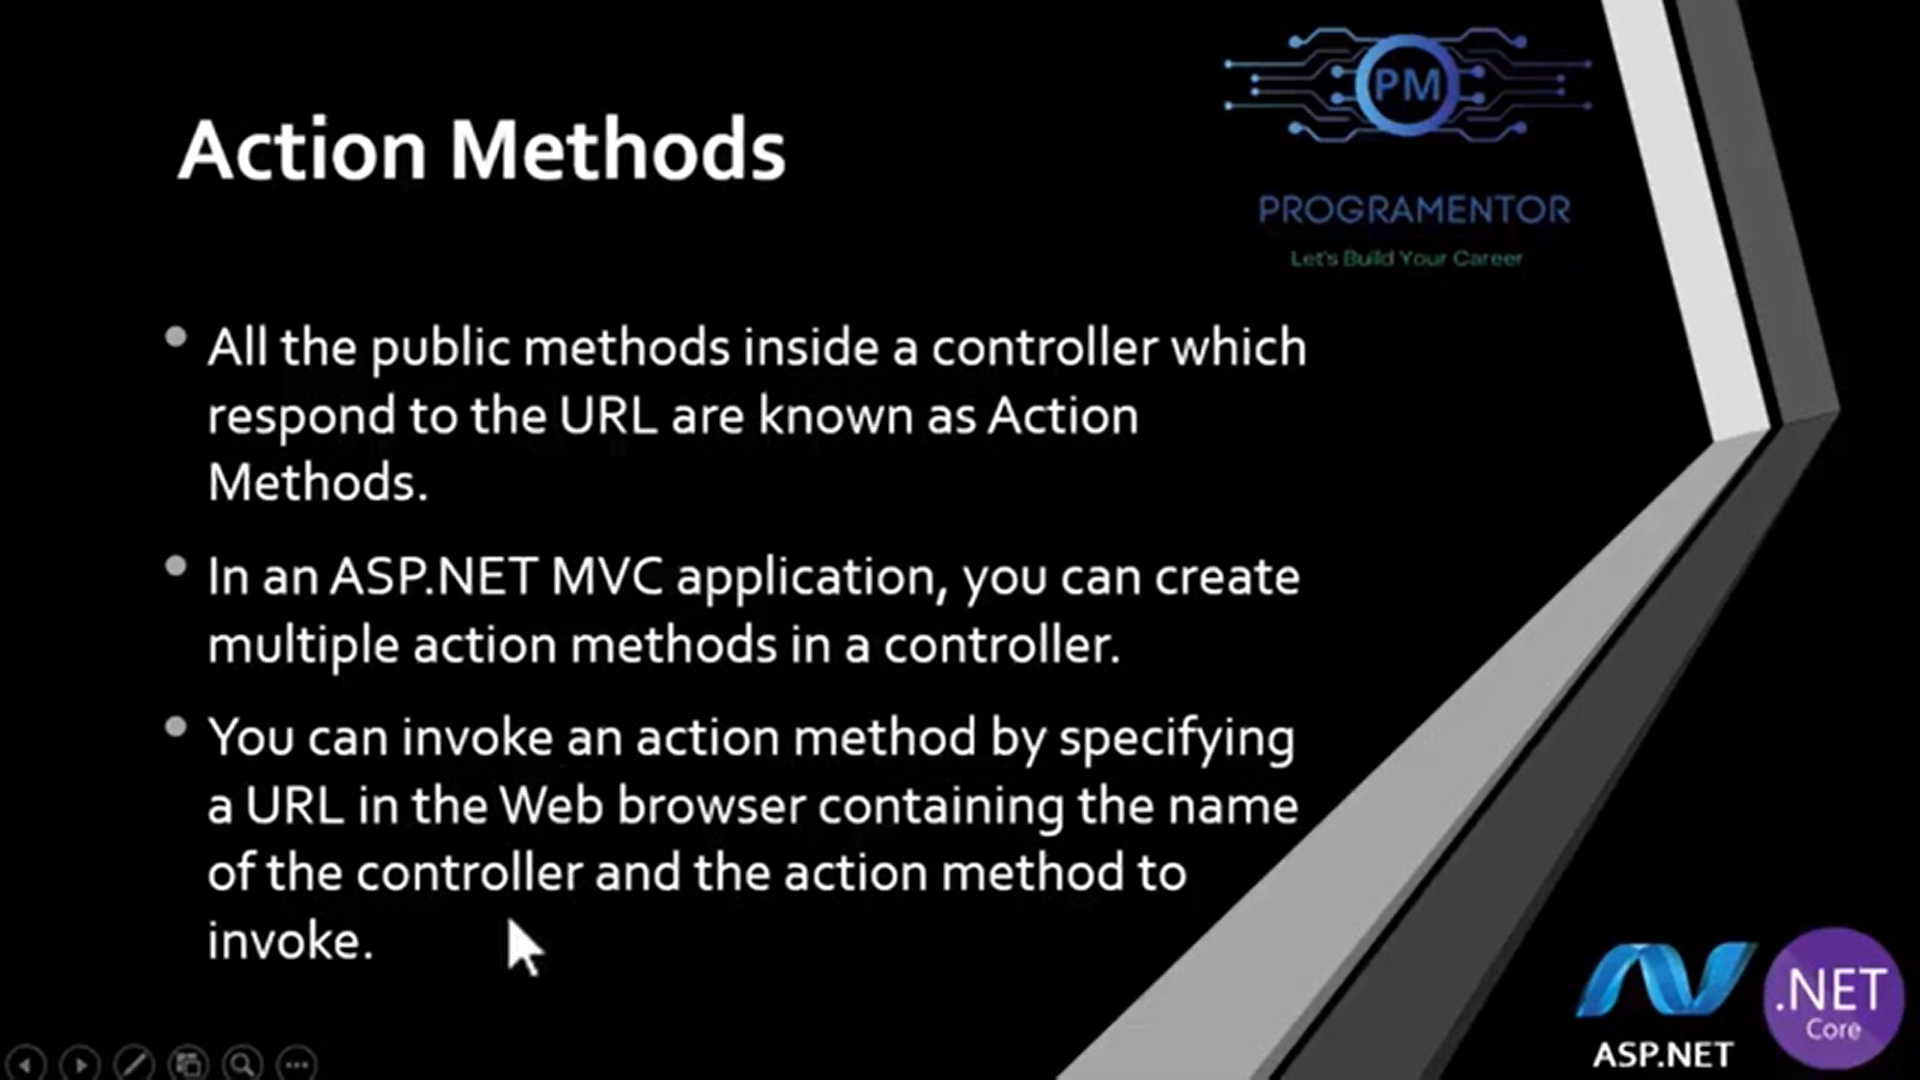 PM
PROGRAMENTOR
Let's Build Your Career
Action Methods
All the public methods inside a controller which
respond to the URL are known as Action
Methods.
In an ASP.NET MVC application, you can create
multiple action methods in a controller.
You can invoke an action method by specifying
a URL in the Web browser containing the name
of the controller and the action method to
invoke.
ASP.NET
.NET
Core